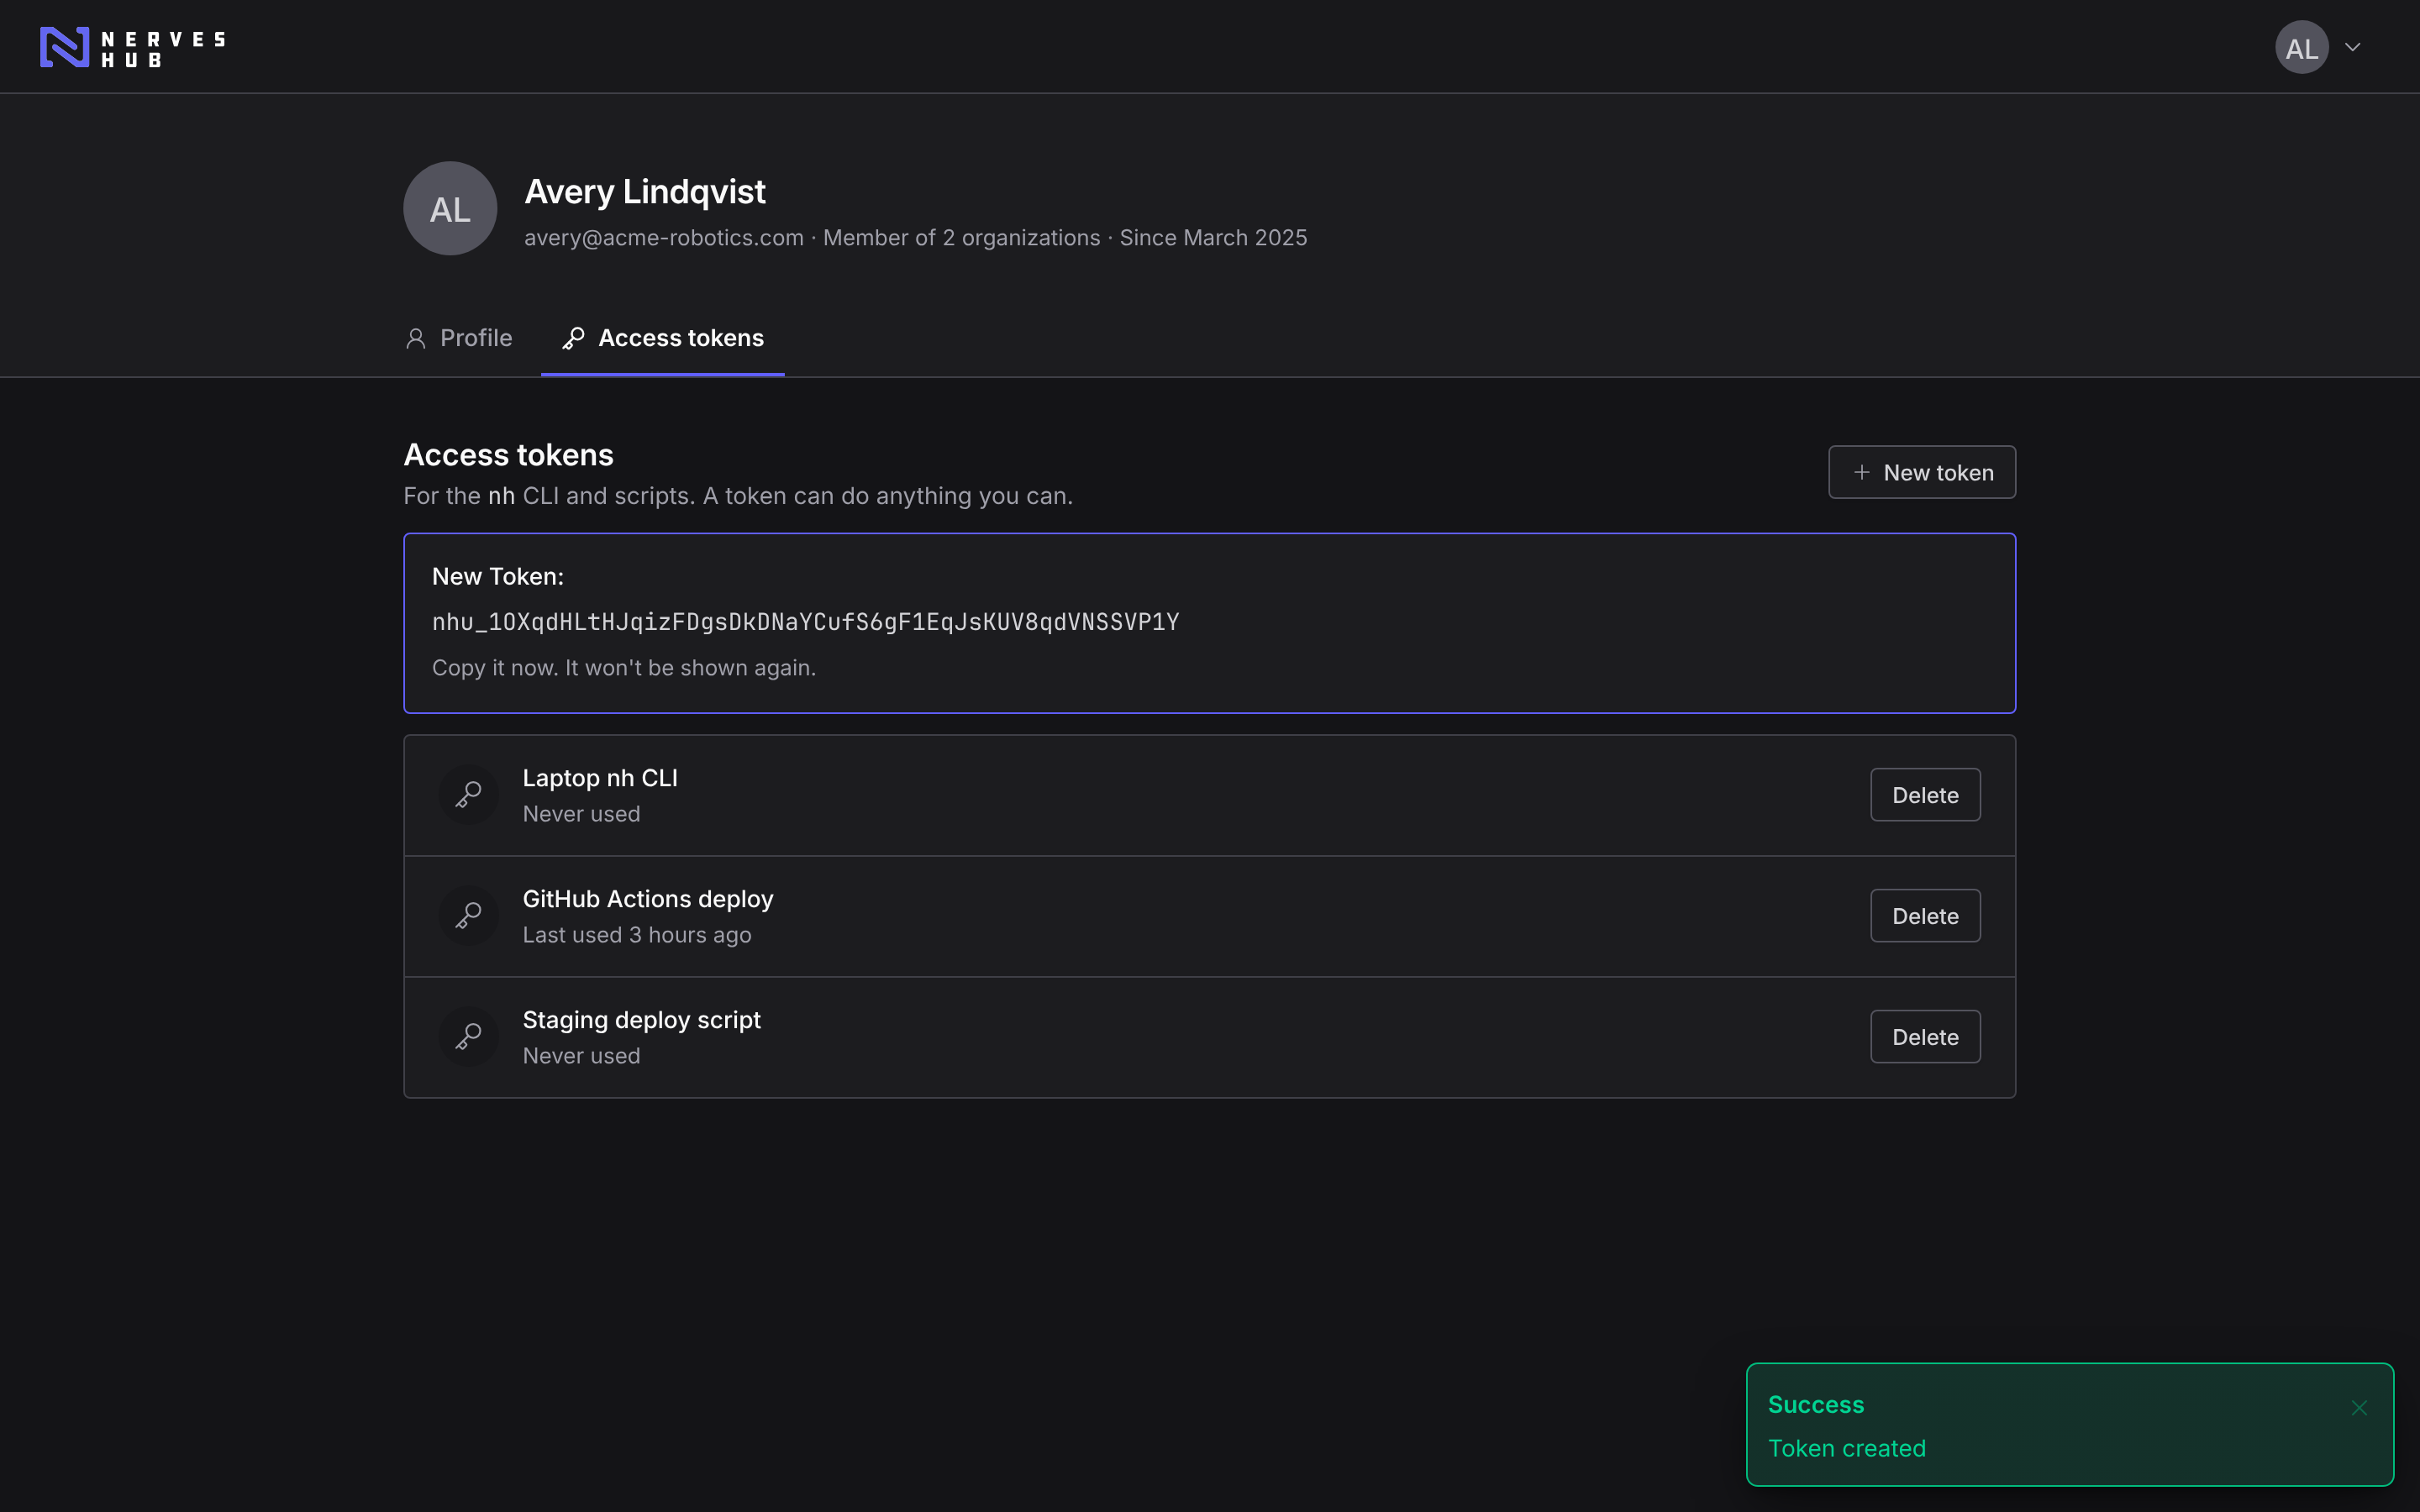 NERVES
HUB
AL
AL
Avery Lindqvist
avery@acme-robotics.com · Member of 2 organizations · Since March 2025
Profile
Access tokens
Access tokens
For the nh CLI and scripts. A token can do anything you can.
New token
New Token:
nhu_1OXqdHLtHJqizFDgsDkDNaYCufS6gF1EqJsKUV8qdVNSSVP1Y
Copy it now. It won't be shown again.
Laptop nh CLI
Never used
Delete
GitHub Actions deploy
Last used 3 hours ago
Delete
Staging deploy script
Never used
Delete
Success
Token created